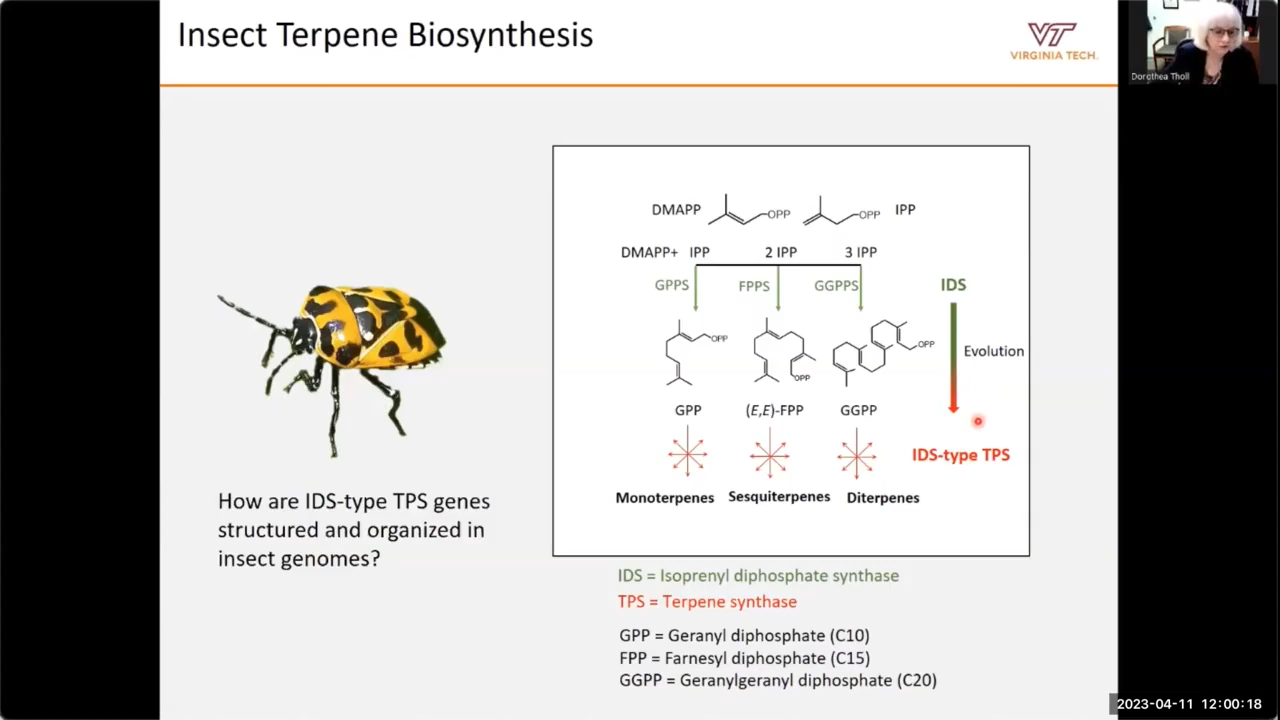 Insect Terpene Biosynthesis
VT
VIRGINIA TECH.
Dorothea Tholl
DMAPP
OPP
OPP
IPP
DMAPP+ IPP
2 IPP
3 IPP
GPPS
FPPS
GGPPS
IDS
OPP
OPP
OPP
Evolution
GPP
(E,E)-FPP
GGPP
IDS-type TPS
Monoterpenes
Sesquiterpenes
Diterpenes
How are IDS-type TPS genes
structured and organized in
insect genomes?
IDS = Isoprenyl diphosphate synthase
TPS = Terpene synthase
GPP = Geranyl diphosphate (C10)
FPP = Farnesyl diphosphate (C15)
GGPP = Geranylgeranyl diphosphate (C20)
2023-04-11 12:00:18